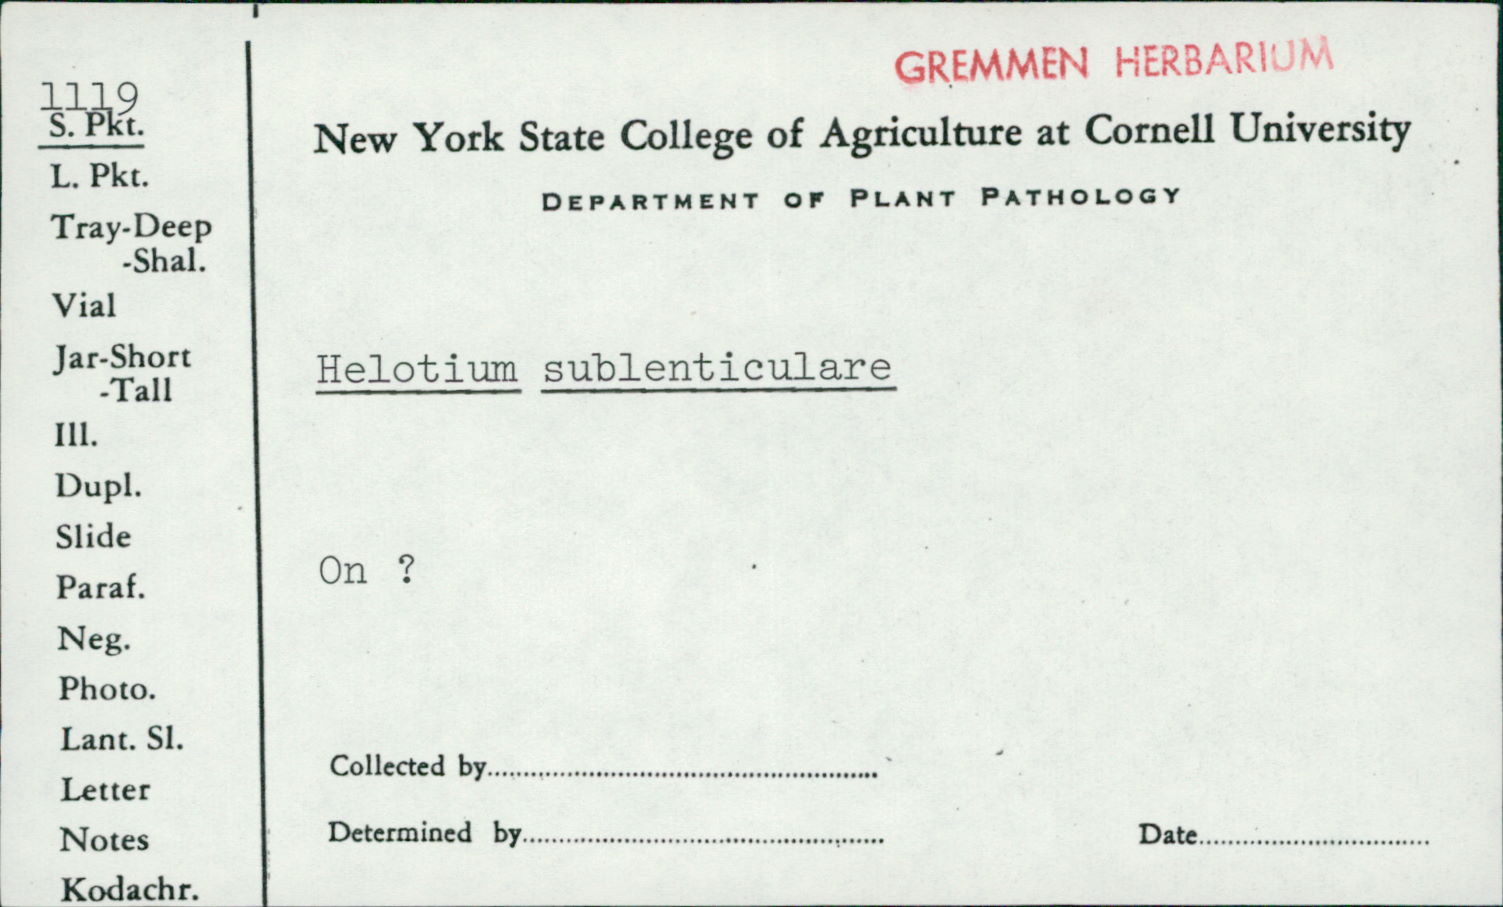 GREMMEN HERBARIUM
New York State College of Agriculture at Cornell University
DEPARTMENT OF PLANT PATHOLOGY
1119
S. Pkt.
L. Pkt.
Tray-Deep
-Shal.
Vial
Jar-Short
-Tall
Ill.
Dupl.
Slide
Paraf.
Neg.
Photo.
Lant. Sl.
Letter
Notes
Kodachr.
Helotium sublenticulare
On ?
Collected by
Determined by
Date